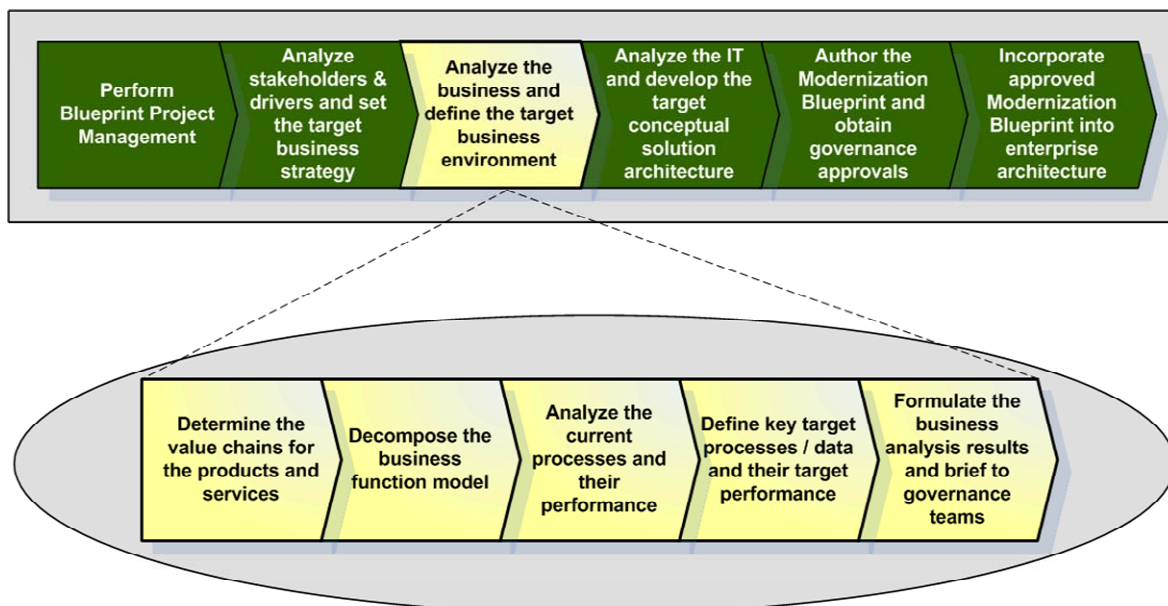 Perform
Blueprint Project
Management
Analyze
stakeholders &
drivers and set
the target
business
strategy
Analyze the
business and
define the target
business
environment
Analyze the IT
and develop the
target
conceptual
solution
architecture
Author the
Modernization
Blueprint and
obtain
governance
approvals
Incorporate
approved
Modernization
Blueprint into
enterprise
architecture
Determine the
value chains for
the products and
services
Decompose the
business
function model
Analyze the
current
processes and
their
performance
Define key target
processes / data
and their target
performance
Formulate the
business
analysis results
and brief to
governance
teams